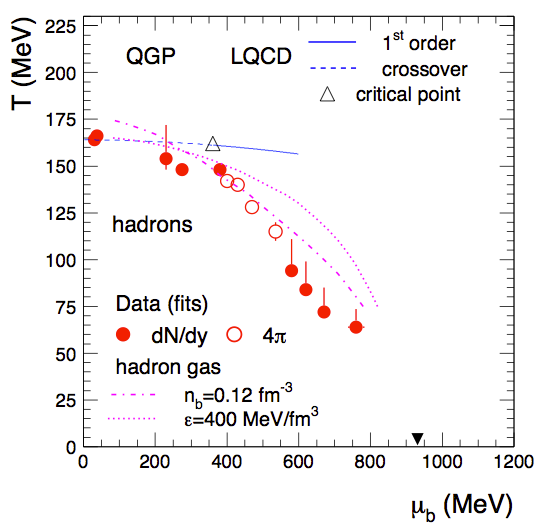 T (MeV)
225
200
175
150
125
100
75
50
25
0
QGP
LQCD
1st order
crossover
critical point
hadrons
Data (fits)
dN/dy
4π
hadron gas
nb=0.12 fm-3
ε=400 MeV/fm3
0 200 400 600 800 1000 1200
μb (MeV)